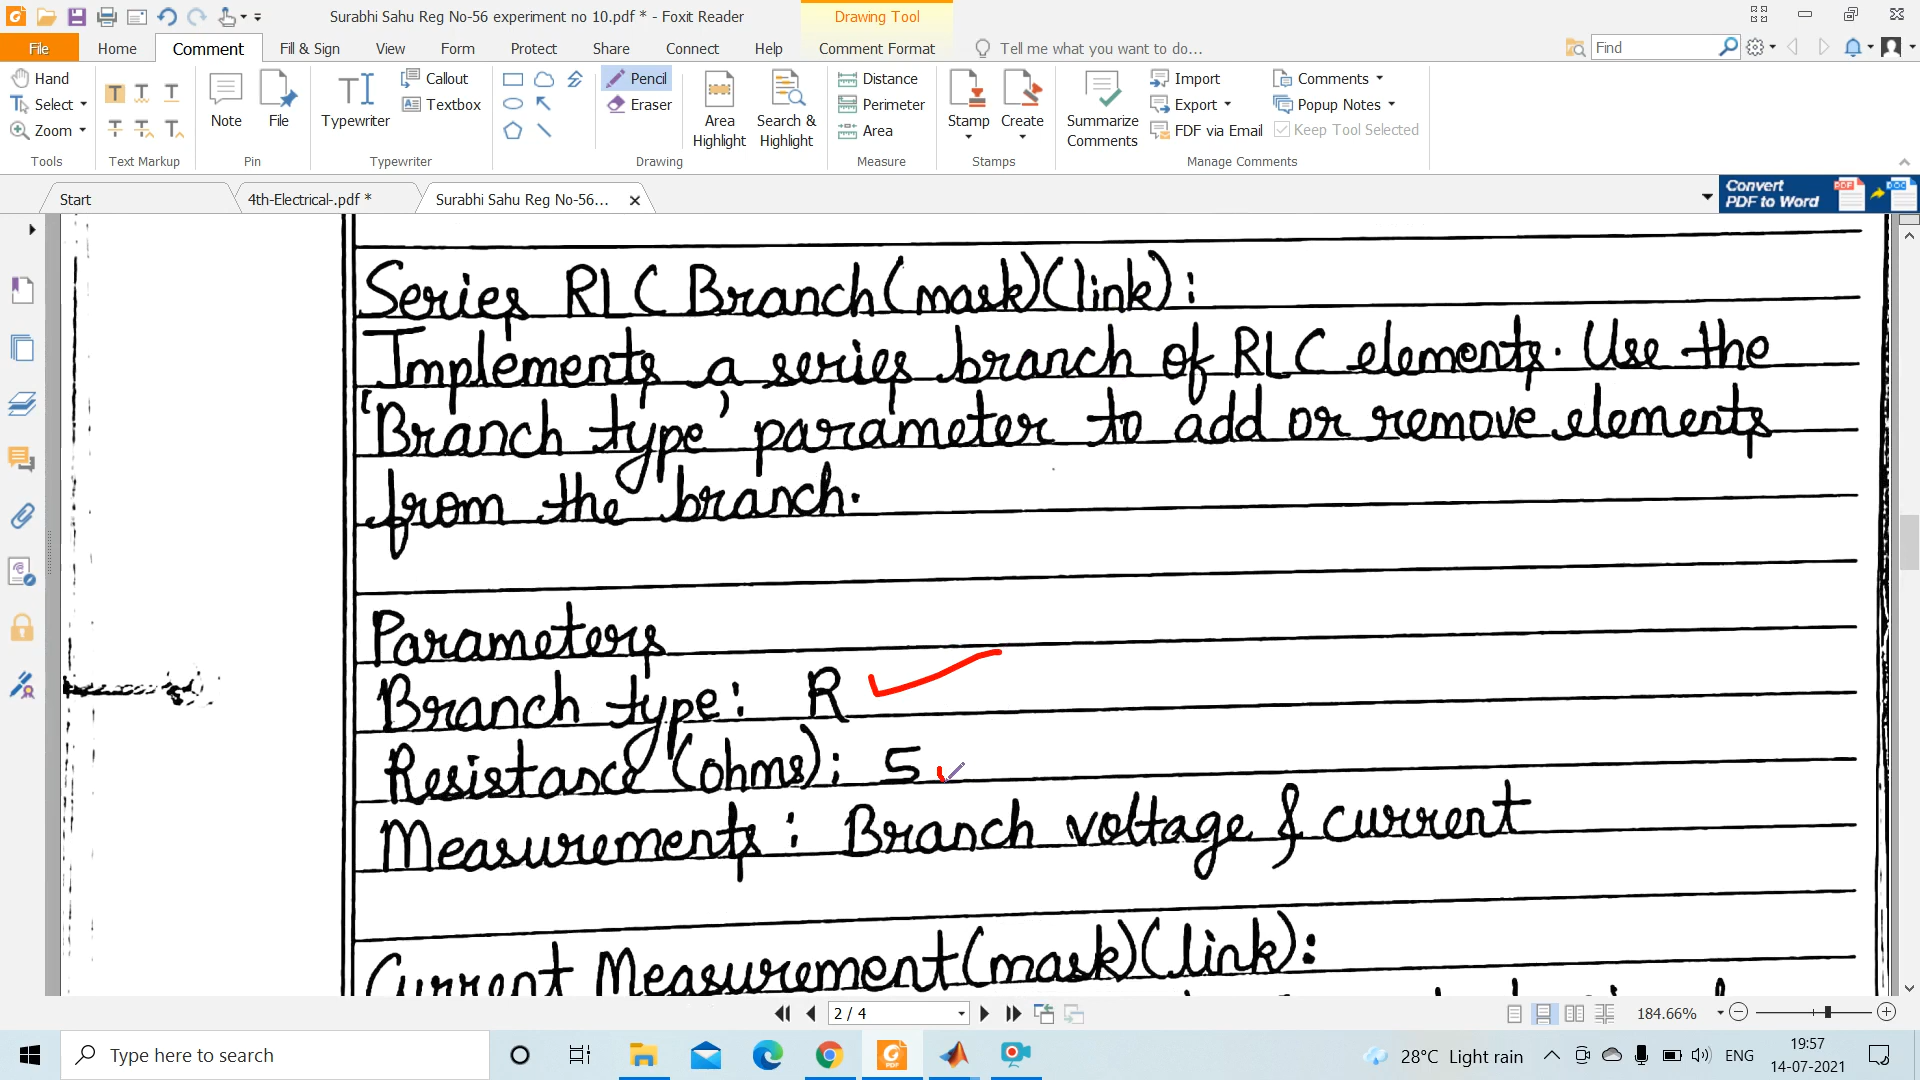 Surabhi Sahu Reg No-56 experiment no 10.pdf * - Foxit Reader
Drawing Tool
File Home Comment Fill & Sign View Form Protect Share Connect Help Comment Format Tell me what you want to do... Find
Hand Callout Pencil Distance Import Comments
Select Textbox Eraser Perimeter Export Popup Notes
Zoom Note File Typewriter Area Highlight Search & Highlight Area Stamp Create Summarize Comments FDF via Email Keep Tool Selected
Tools Text Markup Pin Typewriter Drawing Measure Stamps Manage Comments
Start 4th-Electrical-.pdf * Surabhi Sahu Reg No-56... Convert PDF to Word PDF DOC
Series RLC Branch(mask)(link):
Implements a series branch of RLC elements. Use the
'Branch type' parameter to add or remove elements
from the branch.
Parameters
Branch type: R
Resistance (ohms): 5
Measurements: Branch voltage & current
Current Measurement(mask)(link):
2 / 4 184.66%
Type here to search 28°C Light rain ENG 19:57
14-07-2021